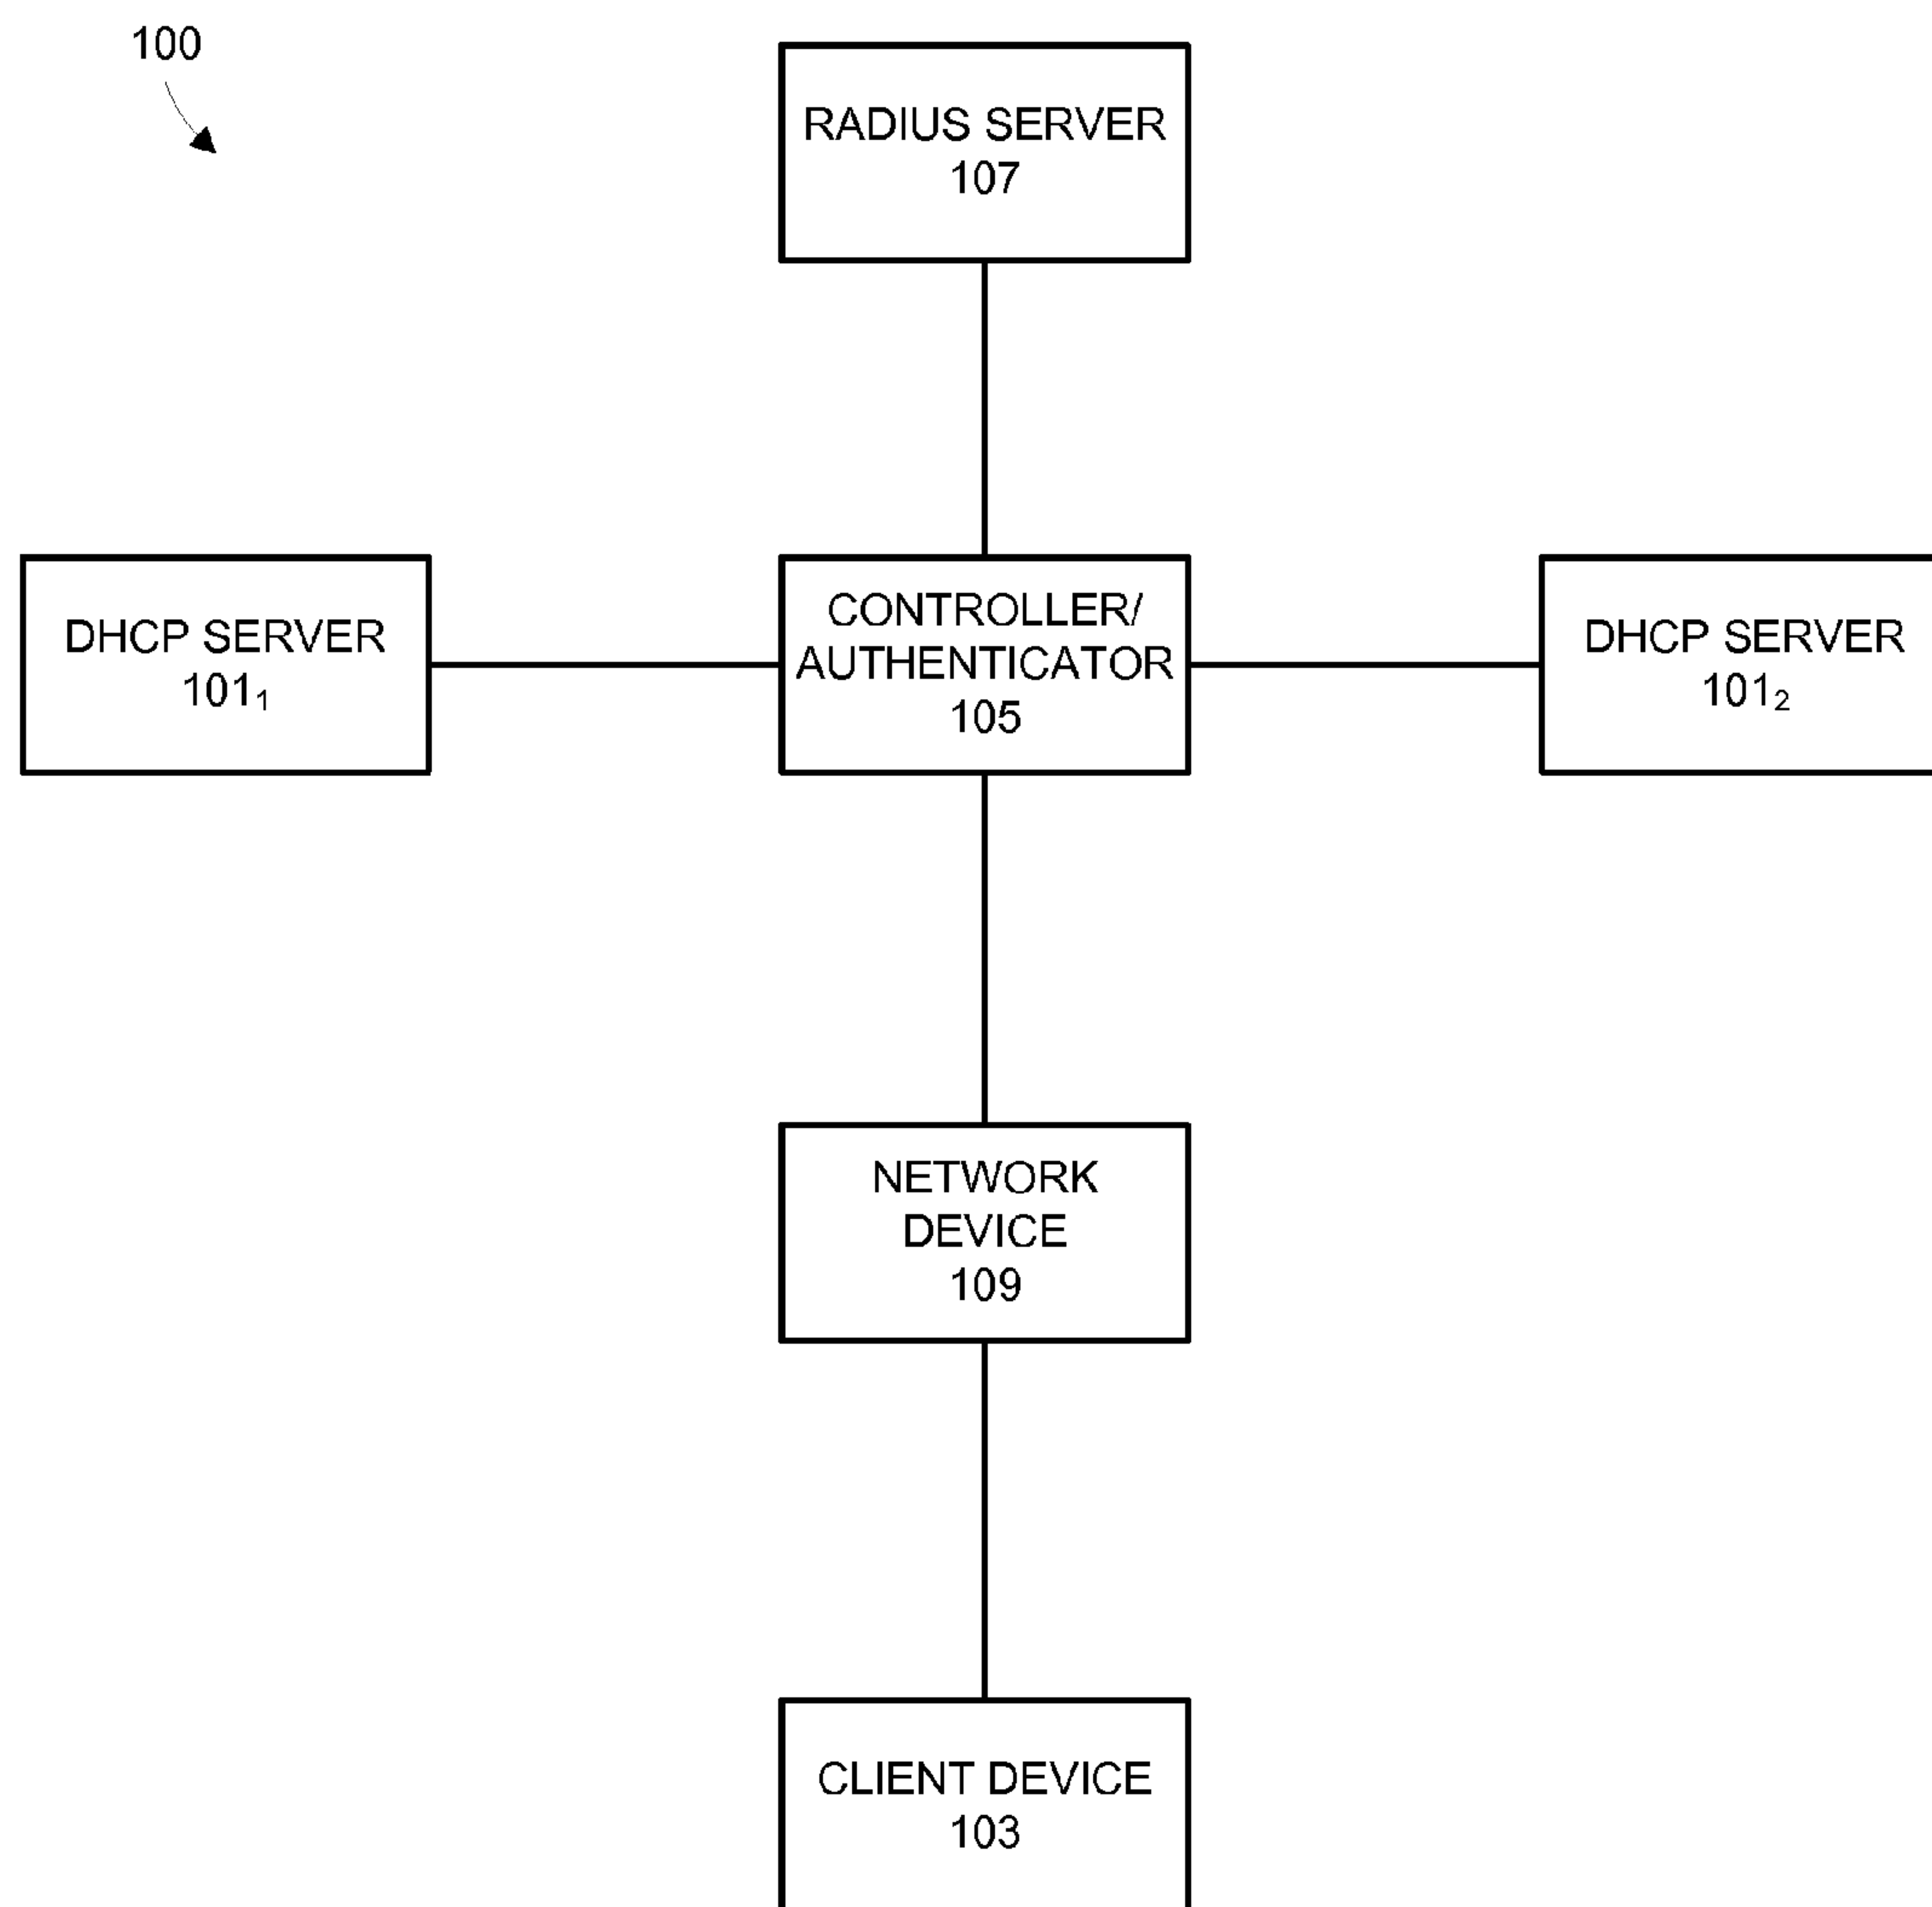 100
RADIUS SERVER
107
DHCP SERVER
101₁
CONTROLLER/
AUTHENTICATOR
105
DHCP SERVER
101₂
NETWORK
DEVICE
109
CLIENT DEVICE
103